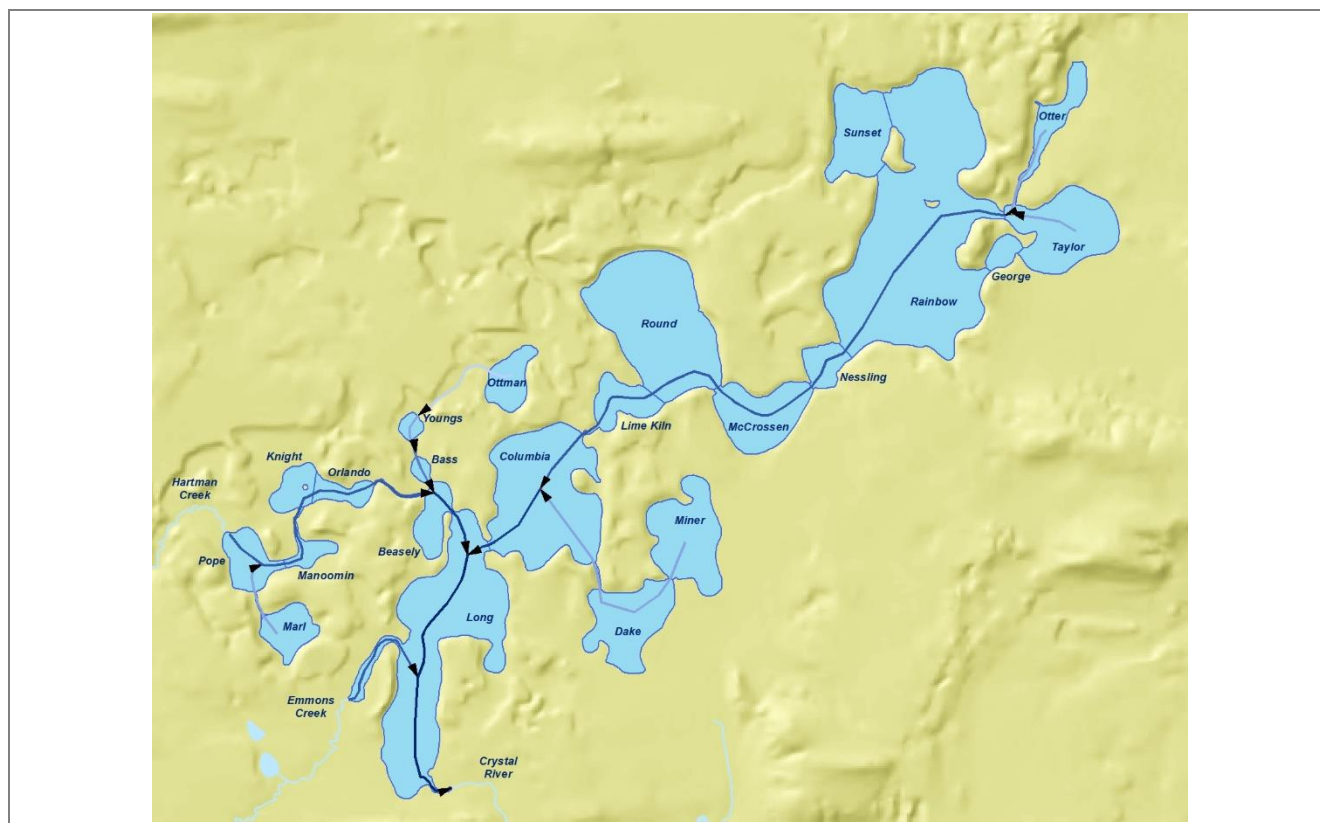 Otter
Sunset
Taylor
George
Rainbow
Round
Nessling
Ottman
Youngs
Lime Kiln
McCrossen
Knight
Orlando
Bass
Columbia
Hartman
Creek
Miner
Pope
Manoomin
Beasely
Marl
Long
Dake
Emmons
Creek
Crystal
River